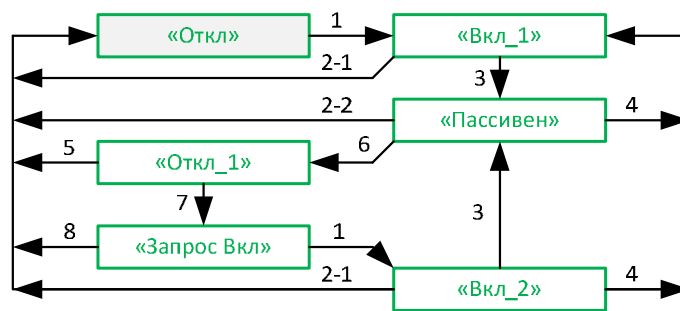 «Откл»
1
«Вкл_1»
2-1
3
2-2
«Пассивен»
4
5
«Откл_1»
6
7
3
8
«Запрос Вкл»
1
2-1
«Вкл_2»
4